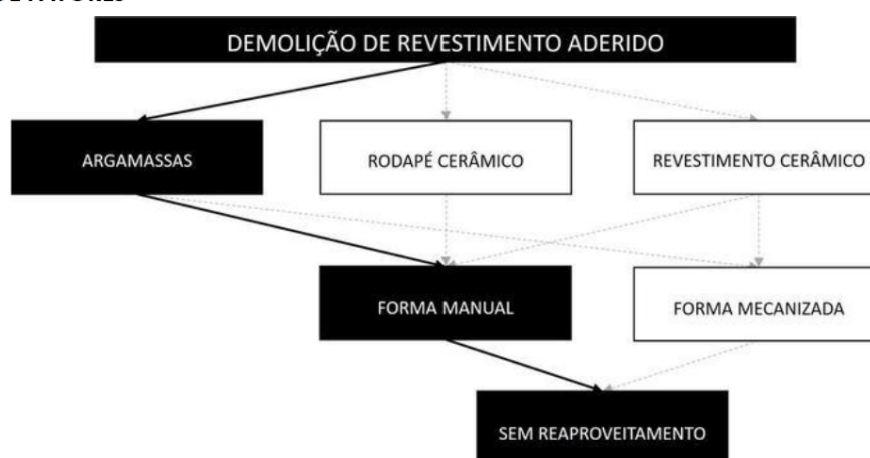 DEMOLIÇÃO DE REVESTIMENTO ADERIDO
ARGAMASSAS
RODAPÉ CERÂMICO
REVESTIMENTO CERÂMICO
FORMA MANUAL
FORMA MECANIZADA
SEM REAPROVEITAMENTO